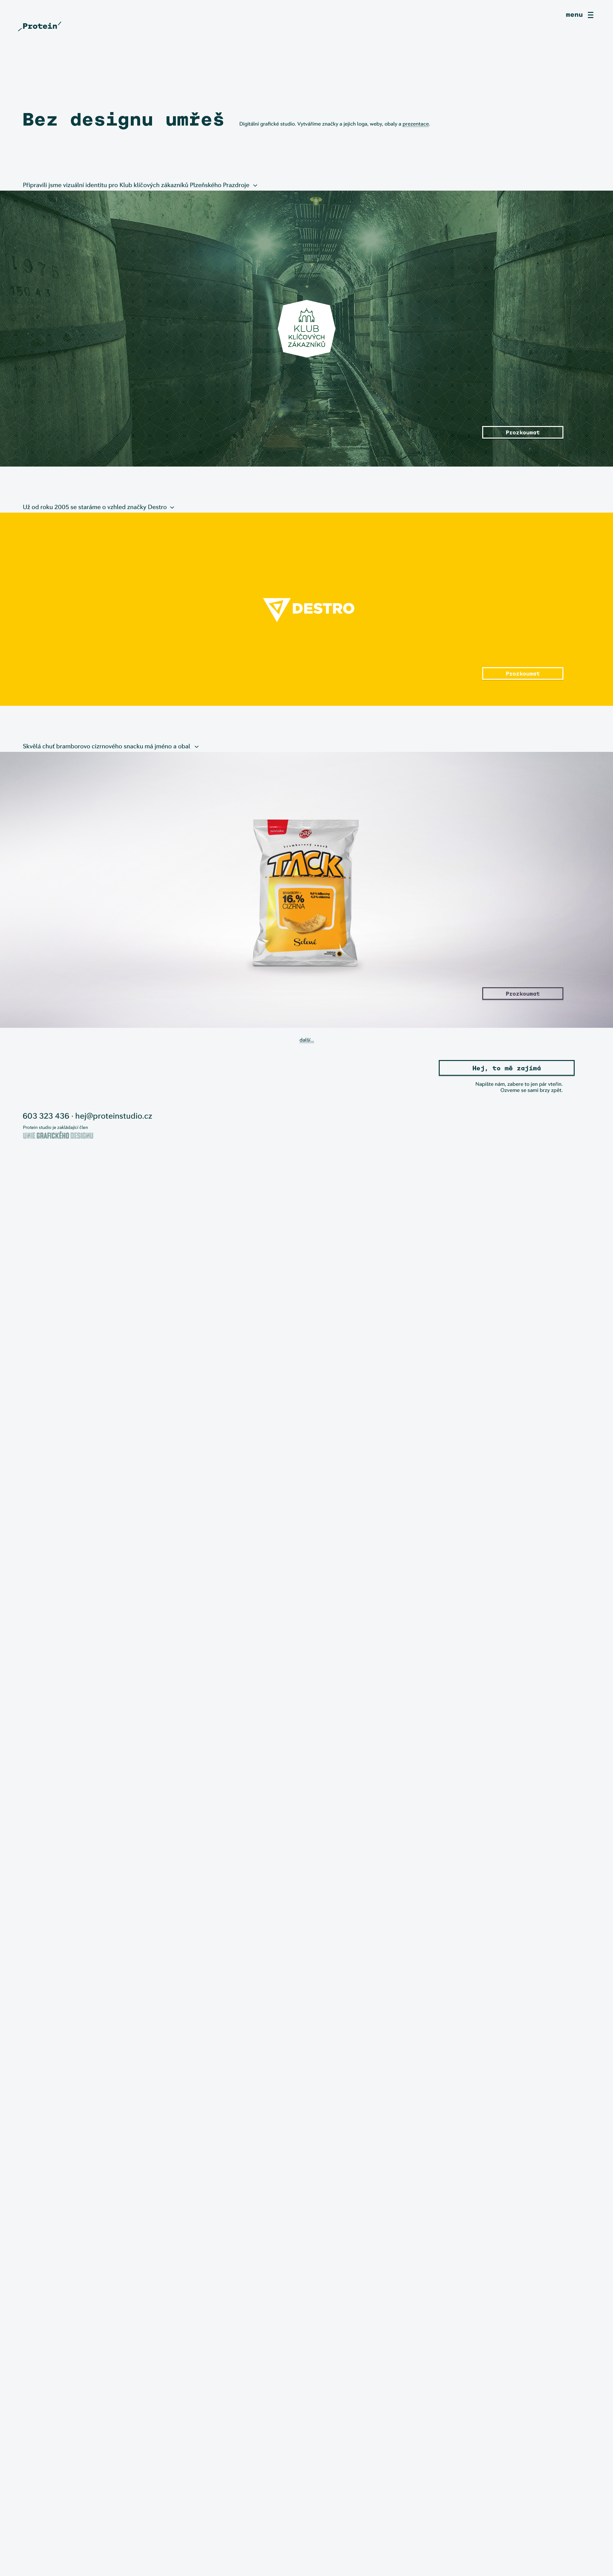 menu
Protein
Bez designu umřeš
Digitální grafické studio. Vytváříme značky a jejich loga, weby, obaly a prezentace.
Připravili jsme vizuální identitu pro Klub klíčových zákazníků Plzeňského Prazdroje
KLUB
KLÍČOVÝCH
ZÁKAZNÍKŮ
Prozkoumat
Už od roku 2005 se staráme o vzhled značky Destro
DESTRO
Prozkoumat
Skvělá chuť bramborovo cizrnového snacku má jméno a obal
TACK
16%
CIZRNA
Solené
Prozkoumat
další...
Hej, to mě zajímá
Napište nám, zabere to jen pár vteřin.
Ozveme se sami brzy zpět.
603 323 436 · hej@proteinstudio.cz
Protein studio je zakládající člen
UNIE GRAFICKÉHO DESIGNU